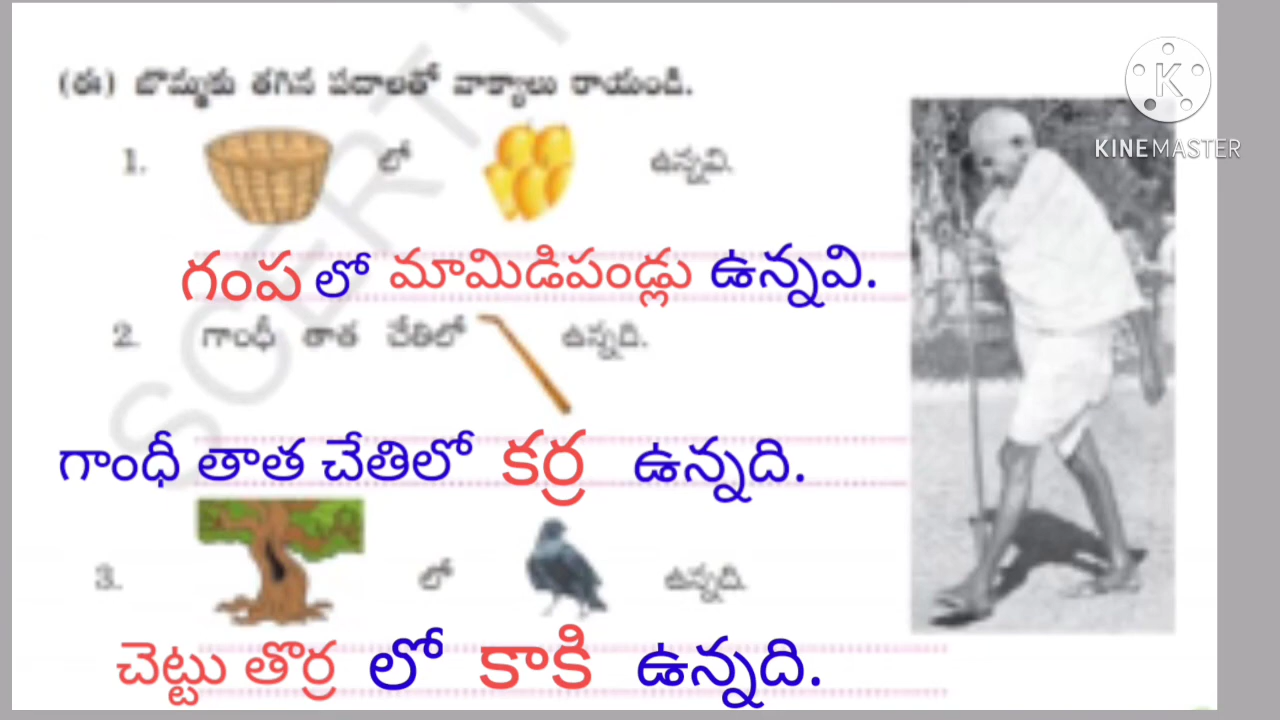 (ఈ) బొమ్మకు తగిన పదాలతో వాక్యాలు రాయండి.
KINEMASTER
1. లో ఉన్నవి.
గంప లో మామిడిపండ్లు ఉన్నవి.
2. గాంధీ తాత చేతిలో ఉన్నది.
గాంధీ తాత చేతిలో కర్ర ఉన్నది.
3. లో ఉన్నది.
చెట్టు తొర్ర లో కాకి ఉన్నది.
SCERT